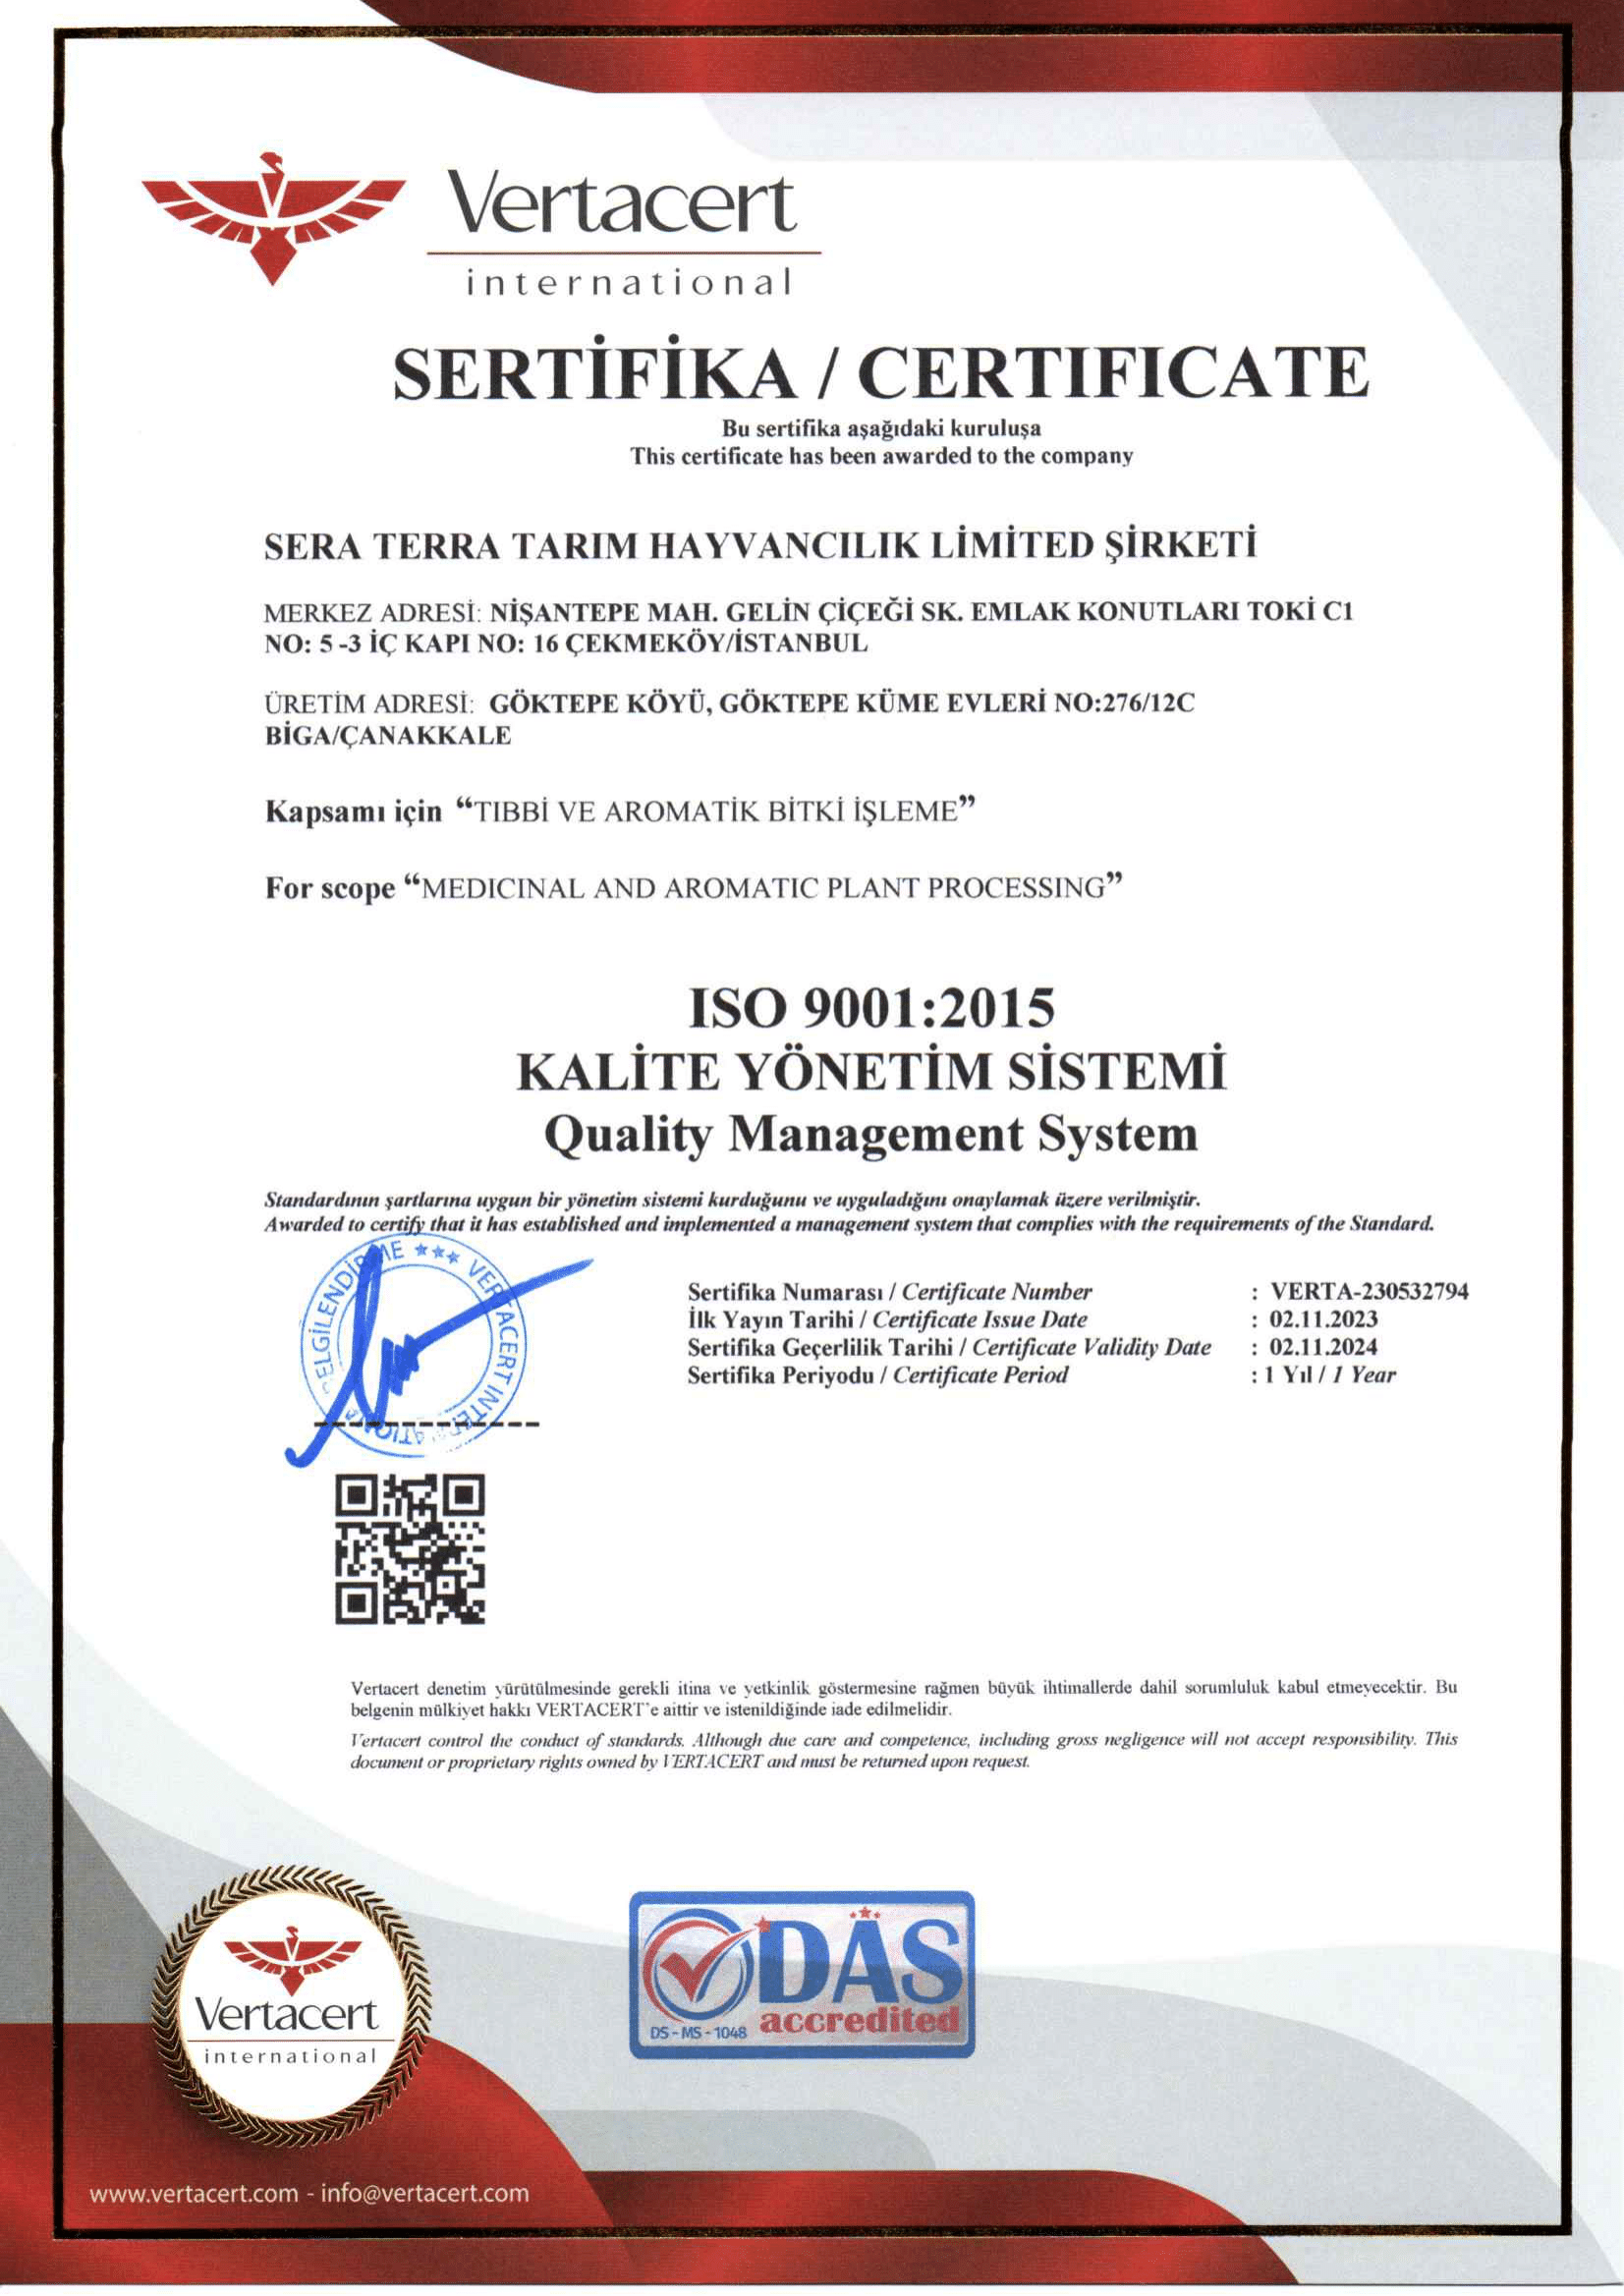 Vertacert
international
SERTİFİKA / CERTIFICATE
Bu sertifika aşağıdaki kuruluşa
This certificate has been awarded to the company
SERA TERRA TARIM HAYVANCILIK LİMİTED ŞİRKETİ
MERKEZ ADRESİ: NİŞANTEPE MAH. GELİN ÇİÇEĞİ SK. EMLAK KONUTLARI TOKİ C1
NO: 5 -3 İÇ KAPI NO: 16 ÇEKMEKÖY/İSTANBUL
ÜRETİM ADRESİ: GÖKTEPE KÖYÜ, GÖKTEPE KÜME EVLERİ NO:276/12C
BİGA/ÇANAKKALE
Kapsamı için “TIBBİ VE AROMATİK BİTKİ İŞLEME”
For scope “MEDICINAL AND AROMATIC PLANT PROCESSING”
ISO 9001:2015
KALİTE YÖNETİM SİSTEMİ
Quality Management System
Standardının şartlarına uygun bir yönetim sistemi kurduğunu ve uyguladığını onaylamak üzere verilmiştir.
Awarded to certify that it has established and implemented a management system that complies with the requirements of the Standard.
Sertifika Numarası / Certificate Number : VERTA-230532794
İlk Yayın Tarihi / Certificate Issue Date : 02.11.2023
Sertifika Geçerlilik Tarihi / Certificate Validity Date : 02.11.2024
Sertifika Periyodu / Certificate Period : 1 Yıl / 1 Year
VERTACERT
Vertacert denetim yürütülmesinde gerekli itina ve yetkinlik göstermesine rağmen büyük ihtimallerde dahil sorumluluk kabul etmeyecektir. Bu
belgenin mülkiyet hakkı VERTACERT'e aittir ve istenildiğinde iade edilmelidir.
Vertacert control the conduct of standards. Although due care and competence, including gross negligence will not accept responsibility. This
document or proprietary rights owned by VERTACERT and must be returned upon request.
Vertacert
international
DAS
accredited
DS - MS - 1048
www.vertacert.com - info@vertacert.com